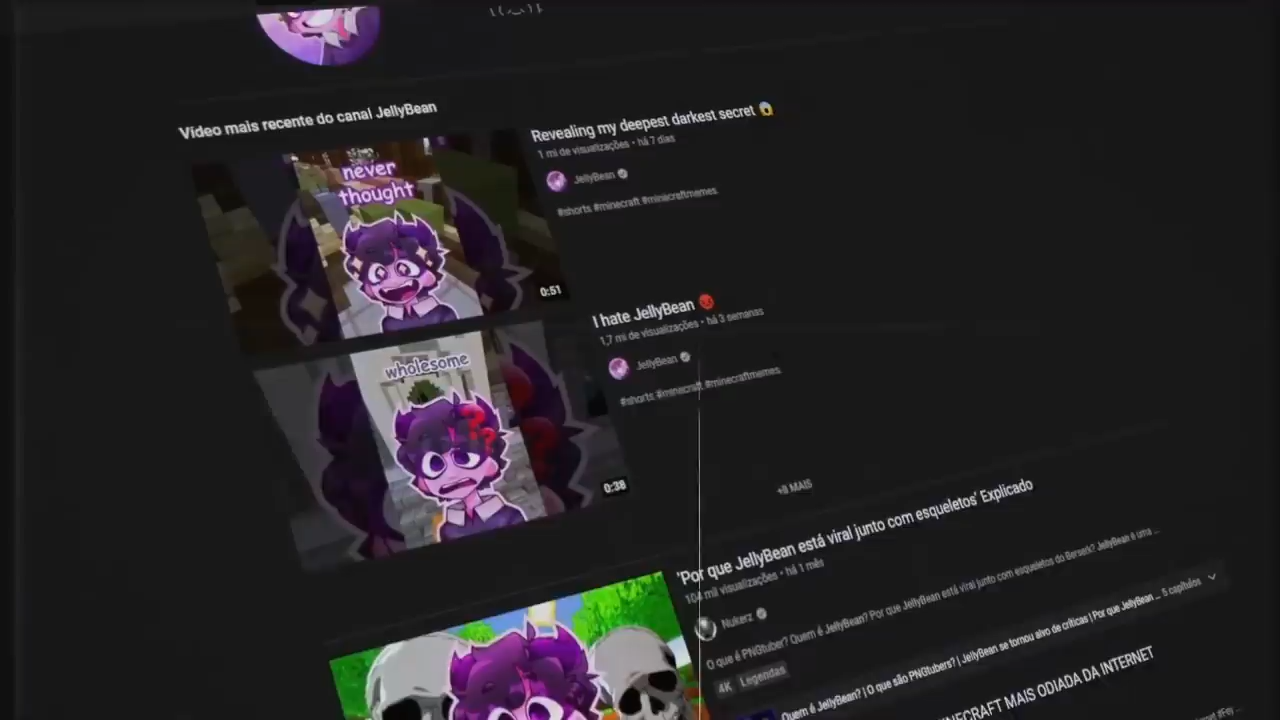 Vídeo mais recente do canal JellyBean
never
thought
0:51
Revealing my deepest darkest secret 😱
1 mi de visualizações • há 7 dias
JellyBean
#shorts #minecraft #minecraftmemes
wholesome
??
0:38
I hate JellyBean 😡
1,7 mi de visualizações • há 3 semanas
JellyBean
#shorts #minecraft #minecraftmemes
+8 MAIS
'Por que JellyBean está viral junto com esqueletos' Explicado
104 mil visualizações • há 1 mês
Nukerz
O que é PNGtuber? Quem é JellyBean? Por que JellyBean está viral junto com esqueletos do Berserk? JellyBean é uma ...
4K Legendas
Quem é JellyBean? | O que são PNGtubers? | JellyBean se tornou alvo de críticas | Por que JellyBean ... 5 capítulos
MAIS ODIADA DA INTERNET